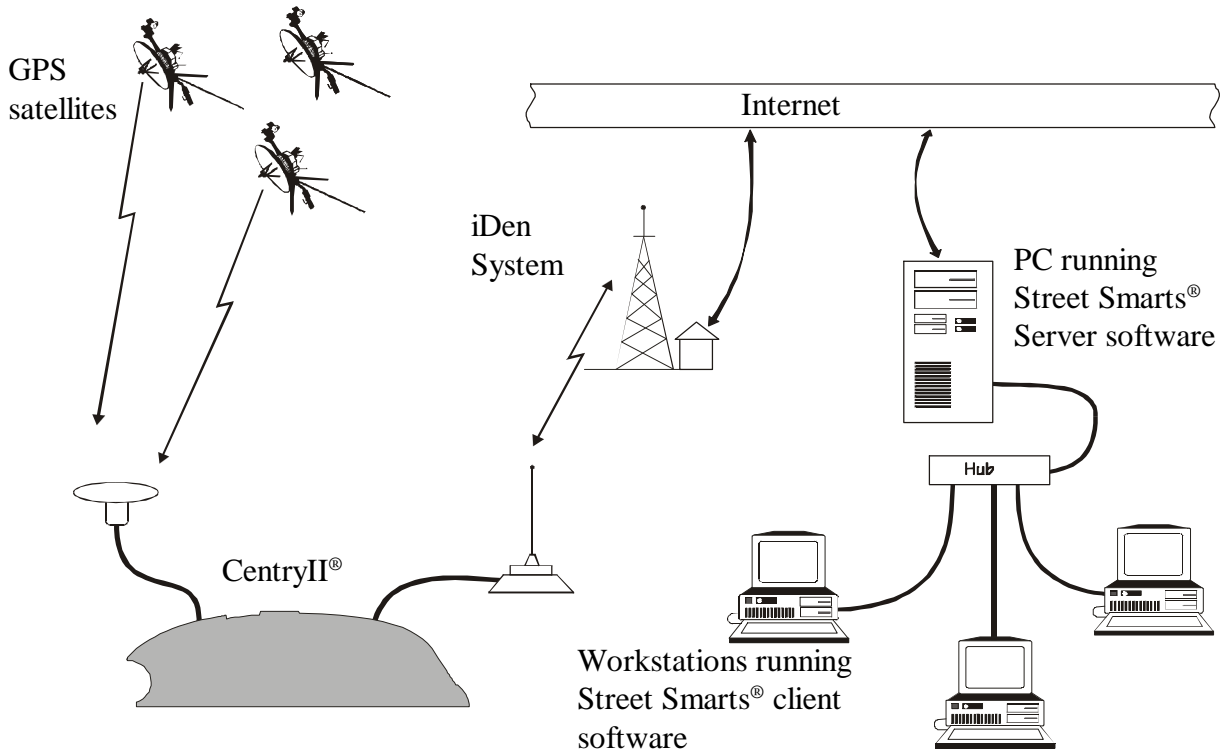 GPS
satellites
Internet
iDen
System
PC running
Street Smarts®
Server software
Hub
CentryII®
Workstations running
Street Smarts® client
software